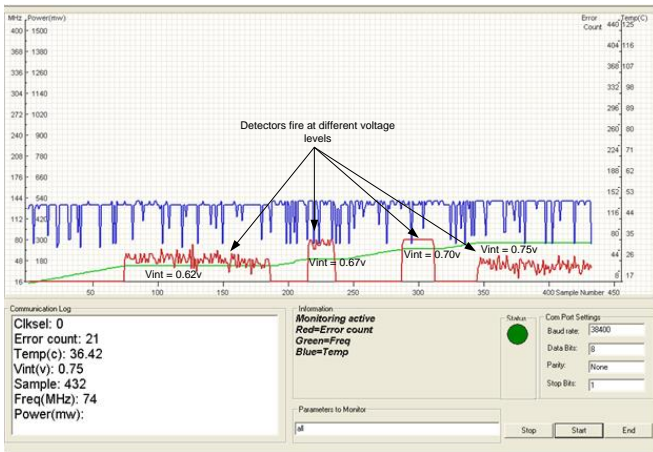 MHz Power(mw)
Error Count
Temp(C)
400 1500
368 1380
336 1260
304 1140
272 1020
240 900
208 780
176 660
144 540
112 420
80 300
48 180
16
440 125
404 116
368 107
332 98
296 89
260 80
224 71
188 62
152 53
116 44
80 35
44 26
8 17
Detectors fire at different voltage
levels
Vint = 0.62v
Vint = 0.67v
Vint = 0.70v
Vint = 0.75v
50 100 150 200 250 300 350 400 Sample Number 450
Communication Log
Clksel: 0
Error count: 21
Temp(c): 36.42
Vint(v): 0.75
Sample: 432
Freq(MHz): 74
Power(mw):
Information
Monitoring active
Red=Error count
Green=Freq
Blue=Temp
Parameters to Monitor
all
Status
Com Port Settings
Baud rate: 38400
Data Bits: 8
Parity: None
Stop Bits: 1
Stop Start End